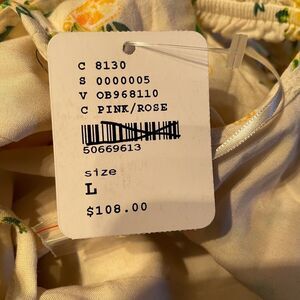 C 8130
S 0000005
V OB968110
C PINK/ROSE
50669613
size
L
$108.00